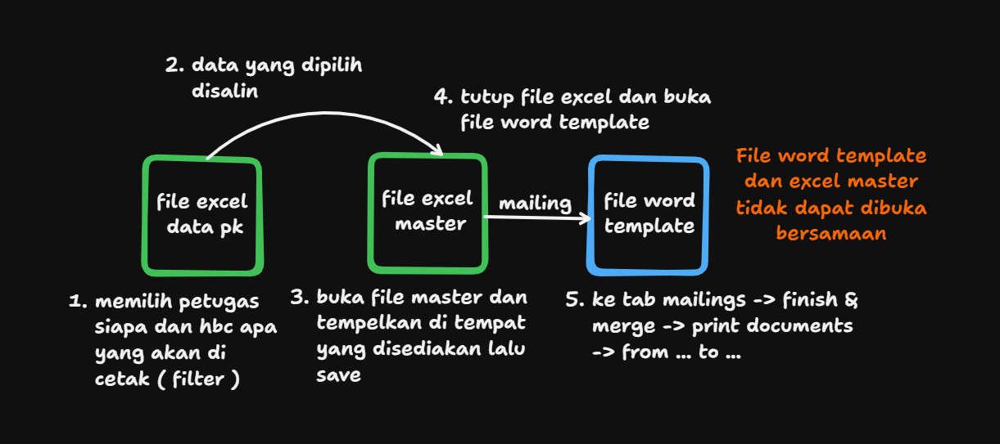 2. data yang dipilih
disalin
4. tutup file excel dan buka
file word template
file excel
data pk
file excel
master
mailing
file word
template
File word template
dan excel master
tidak dapat dibuka
bersamaan
1. memilih petugas
siapa dan hbc apa
yang akan di
cetak ( filter )
3. buka file master dan
tempelkan di tempat
yang disediakan lalu
save
5. ke tab mailings -> finish &
merge -> print documents
-> from ... to ...